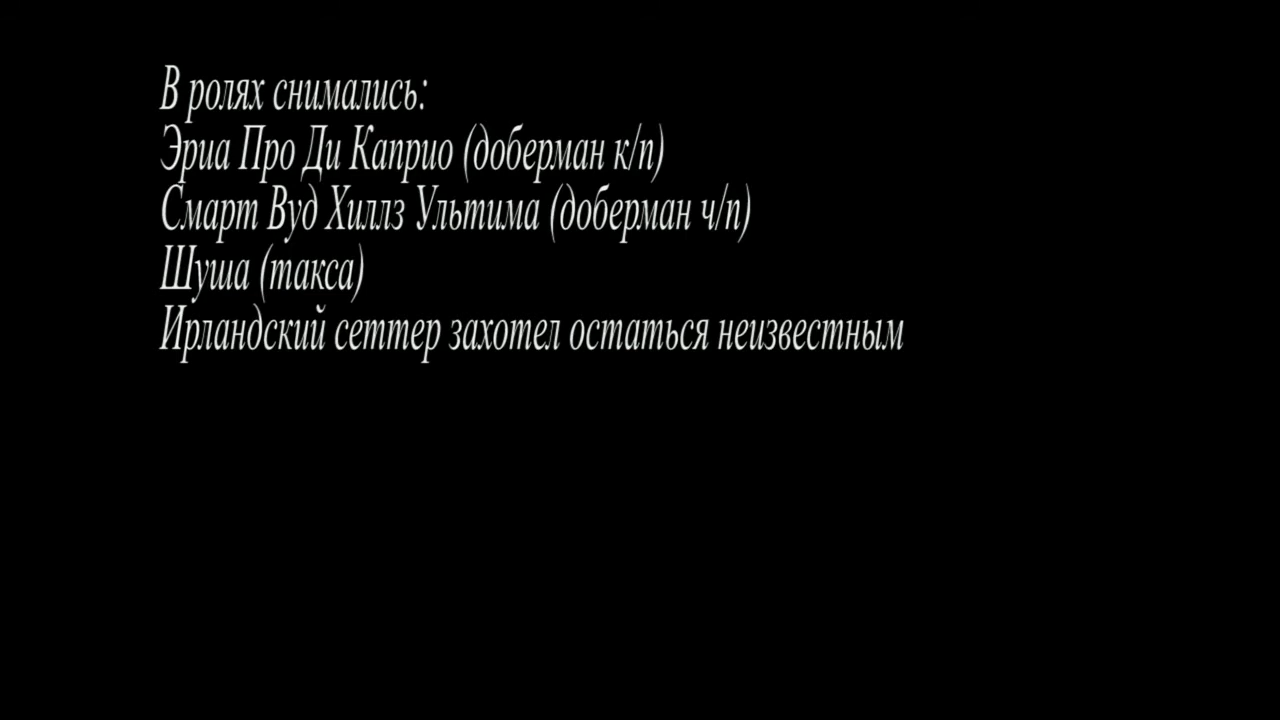 В ролях снимались:
Эриа Про Ди Каприо (доберман к/п)
Смарт Вуд Хиллз Ультима (доберман ч/п)
Шуша (такса)
Ирландский сеттер захотел остаться неизвестным